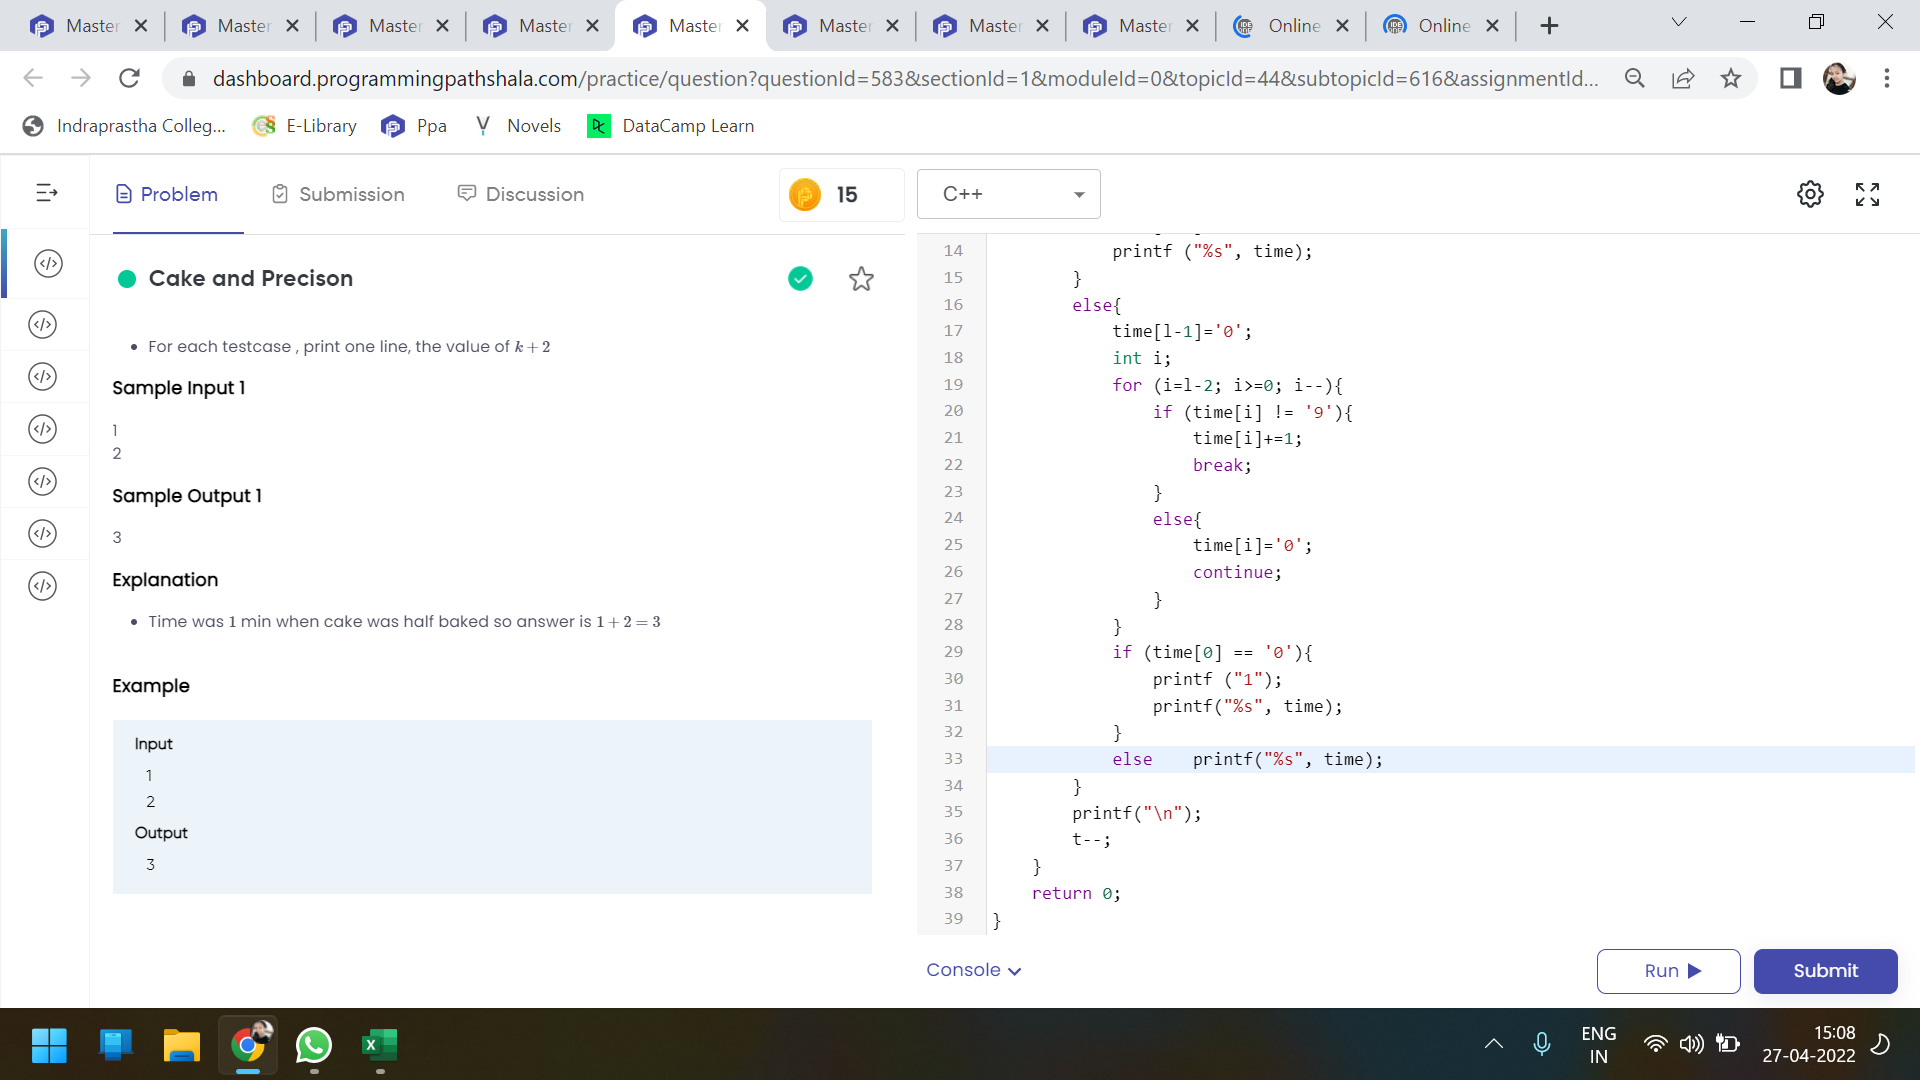 Master
Master
Master
Master
Master
Master
Master
Master
Online
Online
dashboard.programmingpathshala.com/practice/question?questionId=583&sectionId=1&moduleId=0&topicId=44&subtopicId=616&assignmentId...
Indraprastha Colleg...
E-Library
Ppa
Novels
DataCamp Learn
Problem
Submission
Discussion
15
C++
Cake and Precison
• For each testcase , print one line, the value of k + 2
Sample Input 1
1
2
Sample Output 1
3
Explanation
• Time was 1 min when cake was half baked so answer is 1 + 2 = 3
Example
Input
1
2
Output
3
14 printf ("%s", time);
15 }
16 else{
17 time[l-1]='0';
18 int i;
19 for (i=l-2; i>=0; i--){
20 if (time[i] != '9'){
21 time[i]+=1;
22 break;
23 }
24 else{
25 time[i]='0';
26 continue;
27 }
28 }
29 if (time[0] == '0'){
30 printf ("1");
31 printf("%s", time);
32 }
33 else printf("%s", time);
34 }
35 printf("\n");
36 t--;
37 }
38 return 0;
39 }
Console
Run
Submit
ENG
IN
15:08
27-04-2022